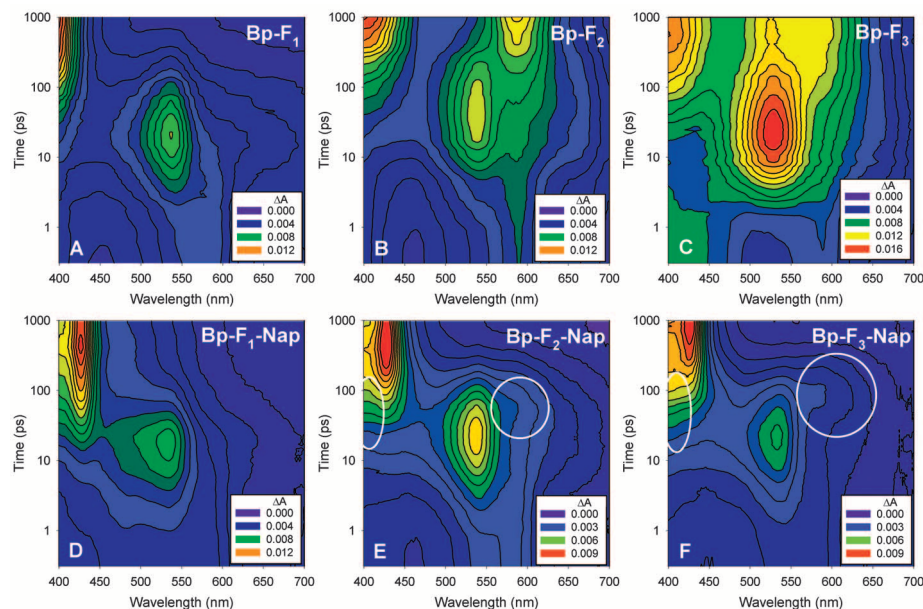 Bp-F1
Bp-F2
Bp-F3
1000
100
10
1
Time (ps)
A
ΔA
0.000
0.004
0.008
0.012
400 450 500 550 600 650 700
Wavelength (nm)
1000
100
10
1
Time (ps)
B
ΔA
0.000
0.004
0.008
0.012
400 450 500 550 600 650 700
Wavelength (nm)
1000
100
10
1
Time (ps)
C
ΔA
0.000
0.004
0.008
0.012
0.016
400 450 500 550 600 650 700
Wavelength (nm)
Bp-F1-Nap
Bp-F2-Nap
Bp-F3-Nap
1000
100
10
1
Time (ps)
D
ΔA
0.000
0.004
0.008
0.012
400 450 500 550 600 650 700
Wavelength (nm)
1000
100
10
1
Time (ps)
E
ΔA
0.000
0.003
0.006
0.009
400 450 500 550 600 650 700
Wavelength (nm)
1000
100
10
1
Time (ps)
F
ΔA
0.000
0.003
0.006
0.009
400 450 500 550 600 650 700
Wavelength (nm)